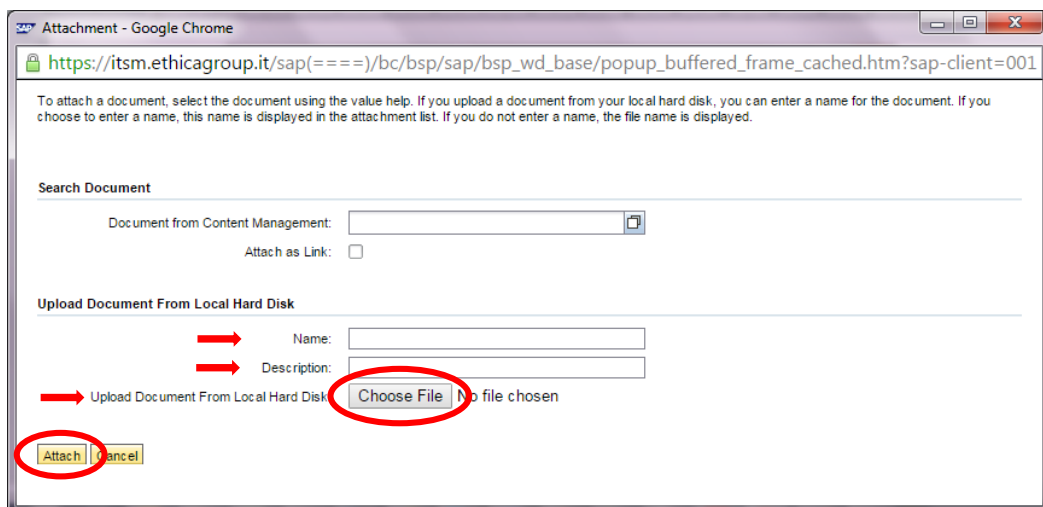 SAP Attachment - Google Chrome
https://itsm.ethicagroup.it/sap(====)/bc/bsp/sap/bsp_wd_base/popup_buffered_frame_cached.htm?sap-client=001
To attach a document, select the document using the value help. If you upload a document from your local hard disk, you can enter a name for the document. If you
choose to enter a name, this name is displayed in the attachment list. If you do not enter a name, the file name is displayed.
Search Document
Document from Content Management:
Attach as Link:
Upload Document From Local Hard Disk
Name:
Description:
Upload Document From Local Hard Disk Choose File No file chosen
Attach Cancel